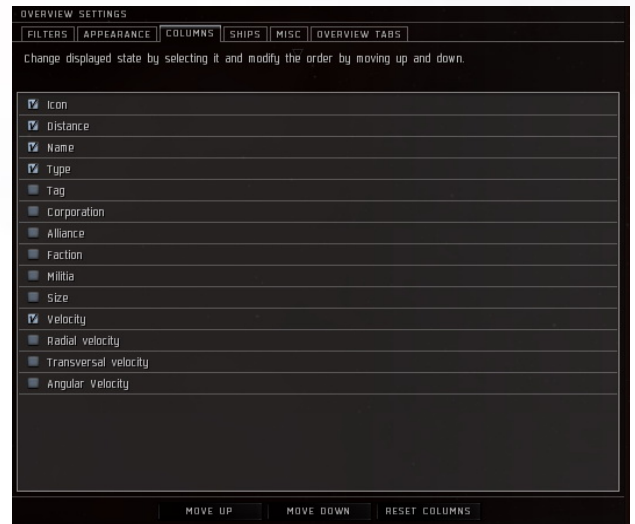 OVERVIEW SETTINGS
FILTERS APPEARANCE COLUMNS SHIPS MISC OVERVIEW TABS
Change displayed state by selecting it and modify the order by moving up and down.
Icon
Distance
Name
Type
Tag
Corporation
Alliance
Faction
Militia
Size
Velocity
Radial velocity
Transversal velocity
Angular Velocity
MOVE UP MOVE DOWN RESET COLUMNS